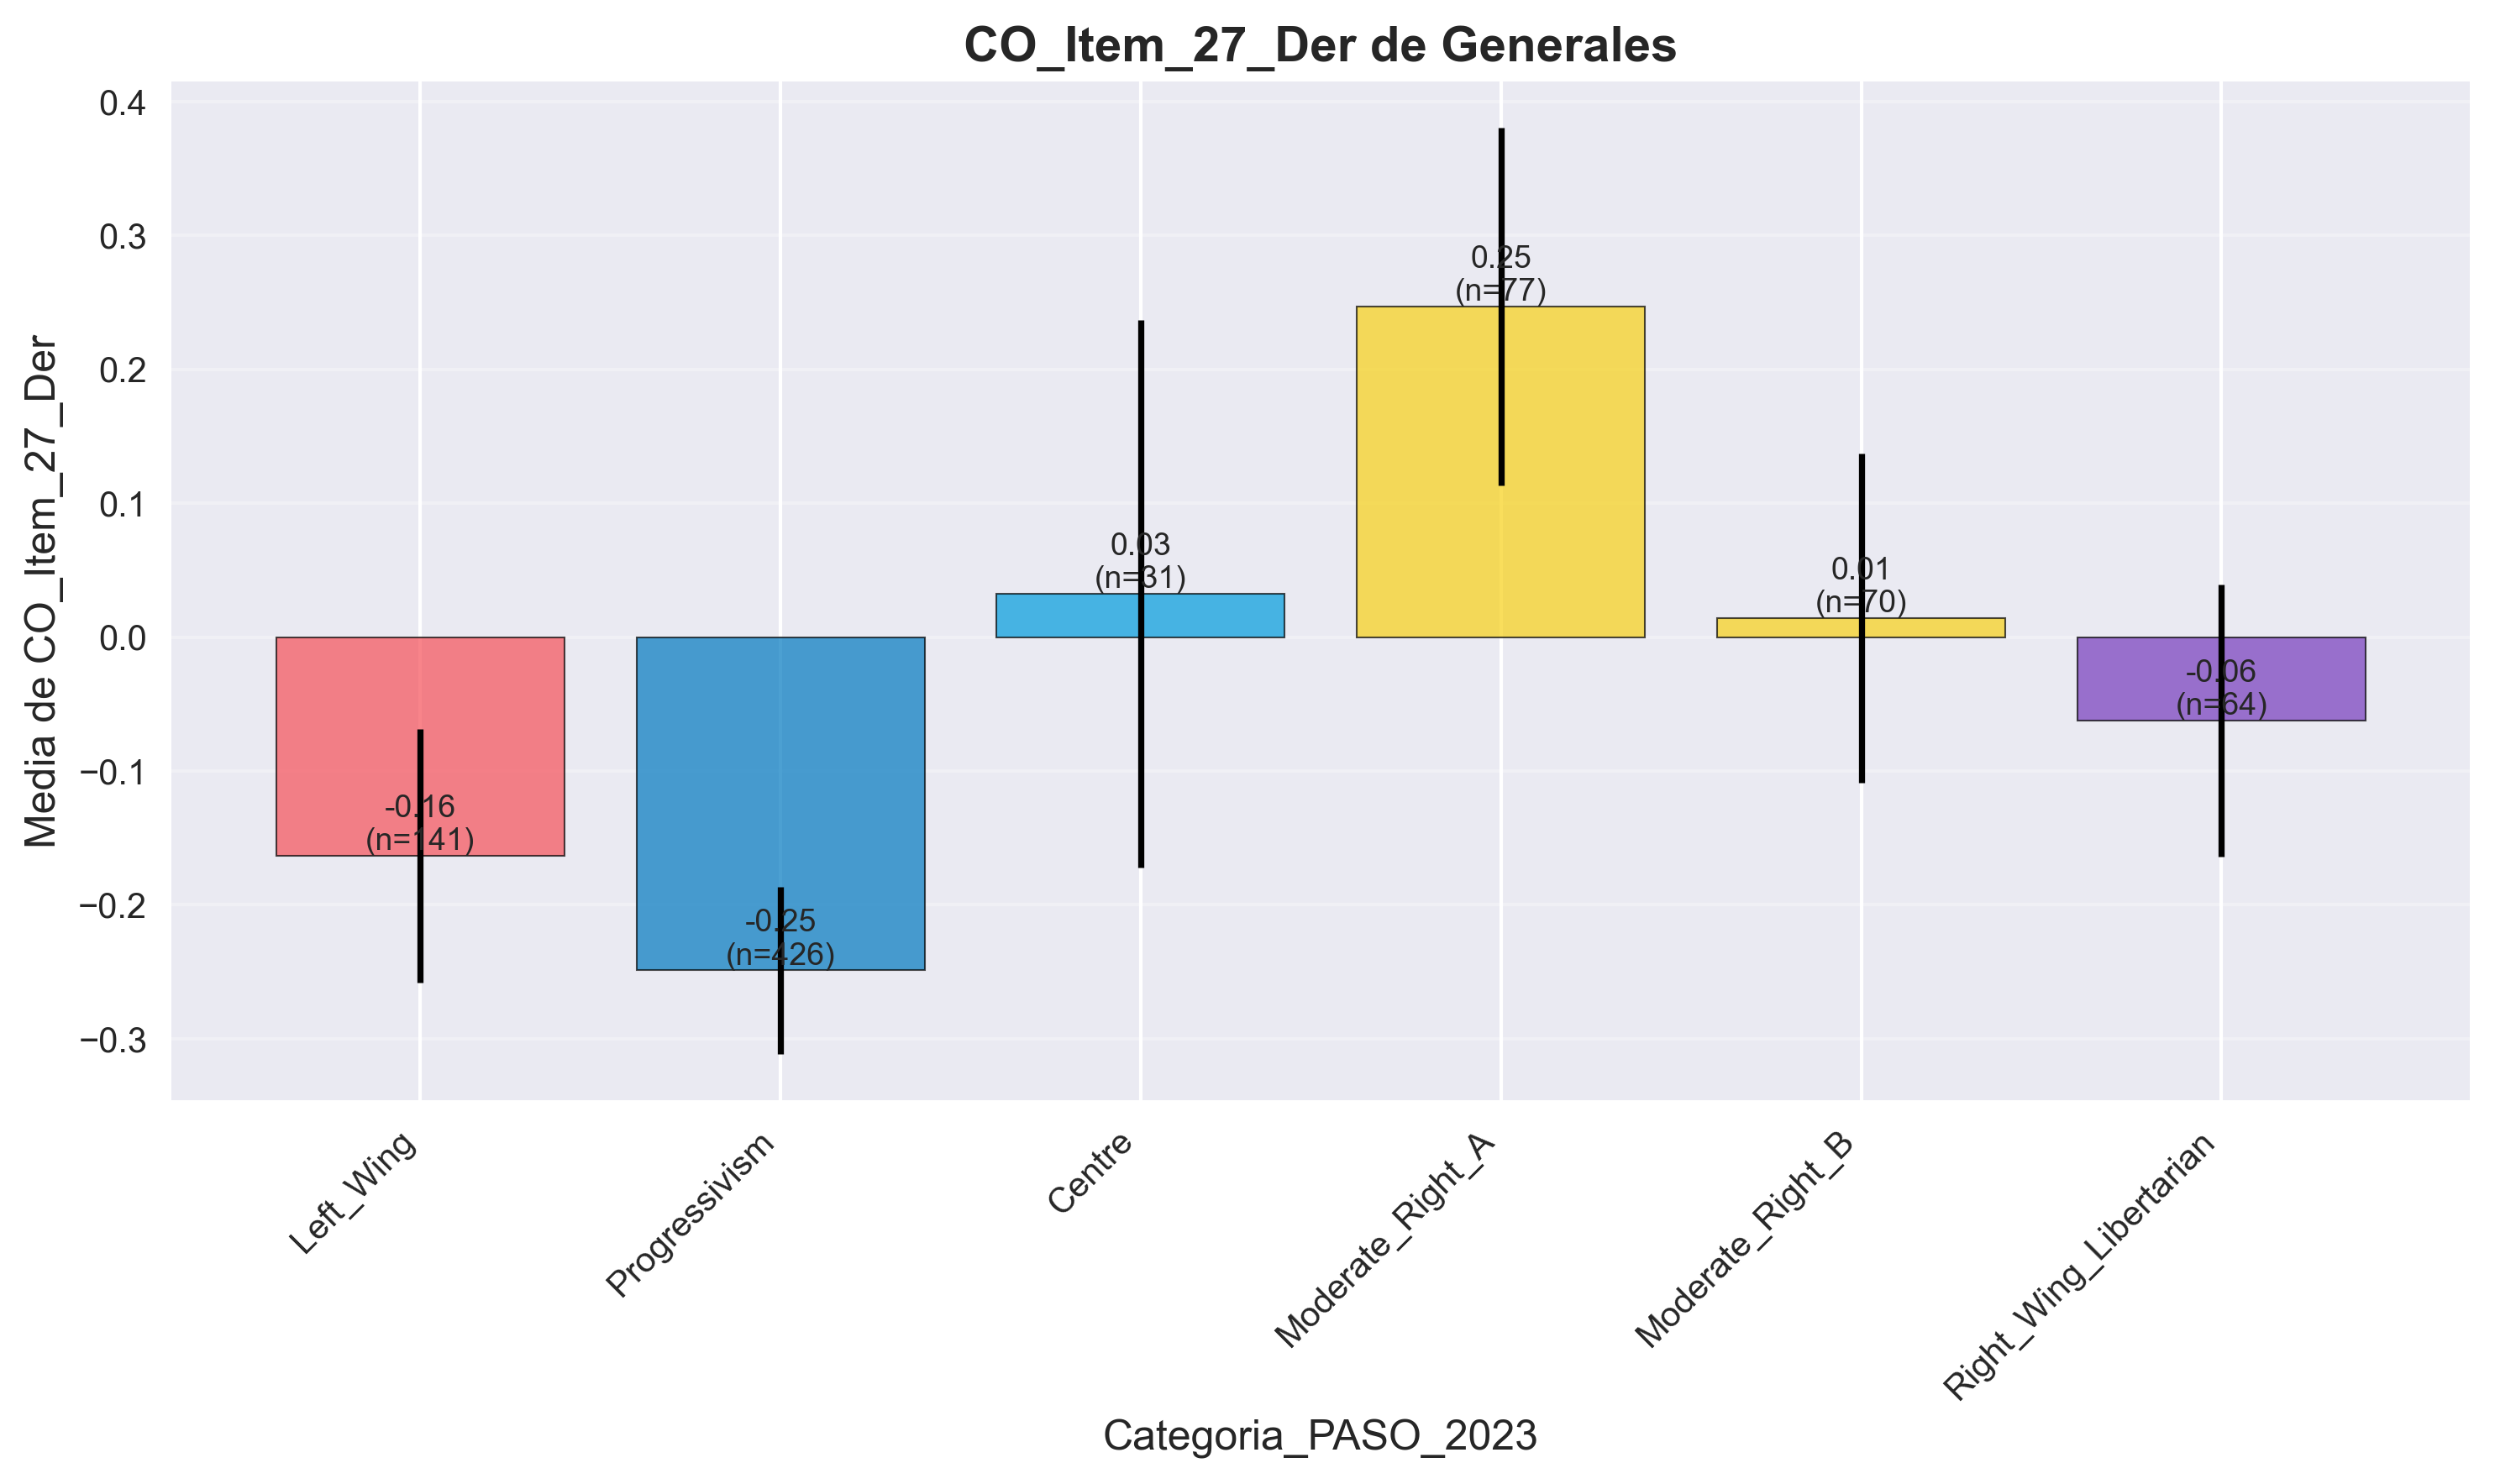 CO_Item_27_Der de Generales
Media de CO_Item_27_Der
0.4
0.3
0.2
0.1
0.0
−0.1
−0.2
−0.3
-0.16
(n=141)
-0.25
(n=426)
0.03
(n=31)
0.25
(n=77)
0.01
(n=70)
-0.06
(n=64)
Left_Wing
Progressivism
Centre
Moderate_Right_A
Moderate_Right_B
Right_Wing_Libertarian
Categoria_PASO_2023